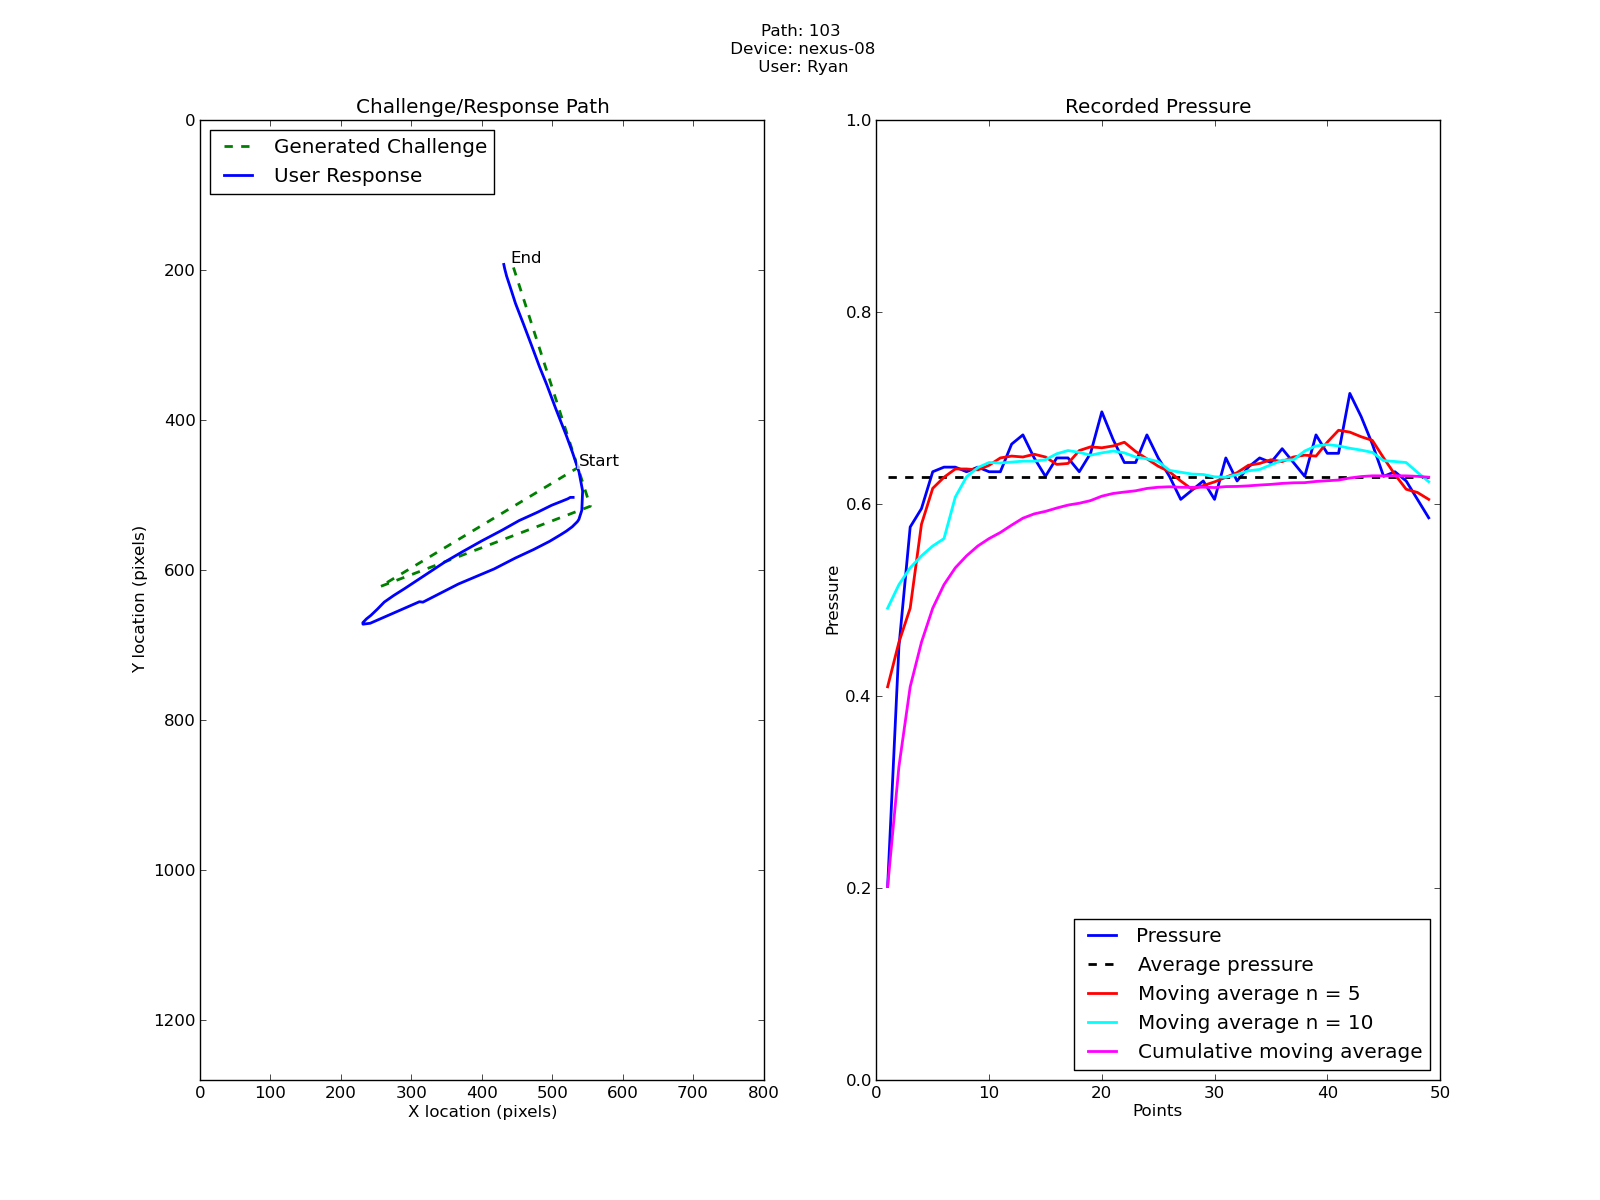 Path: 103
Device: nexus-08
User: Ryan
Challenge/Response Path
Generated Challenge
User Response
End
Start
0
200
400
600
800
1000
1200
Y location (pixels)
0 100 200 300 400 500 600 700 800
X location (pixels)
Recorded Pressure
1.0
0.8
0.6
0.4
0.2
0.0
Pressure
Pressure
Average pressure
Moving average n = 5
Moving average n = 10
Cumulative moving average
0 10 20 30 40 50
Points